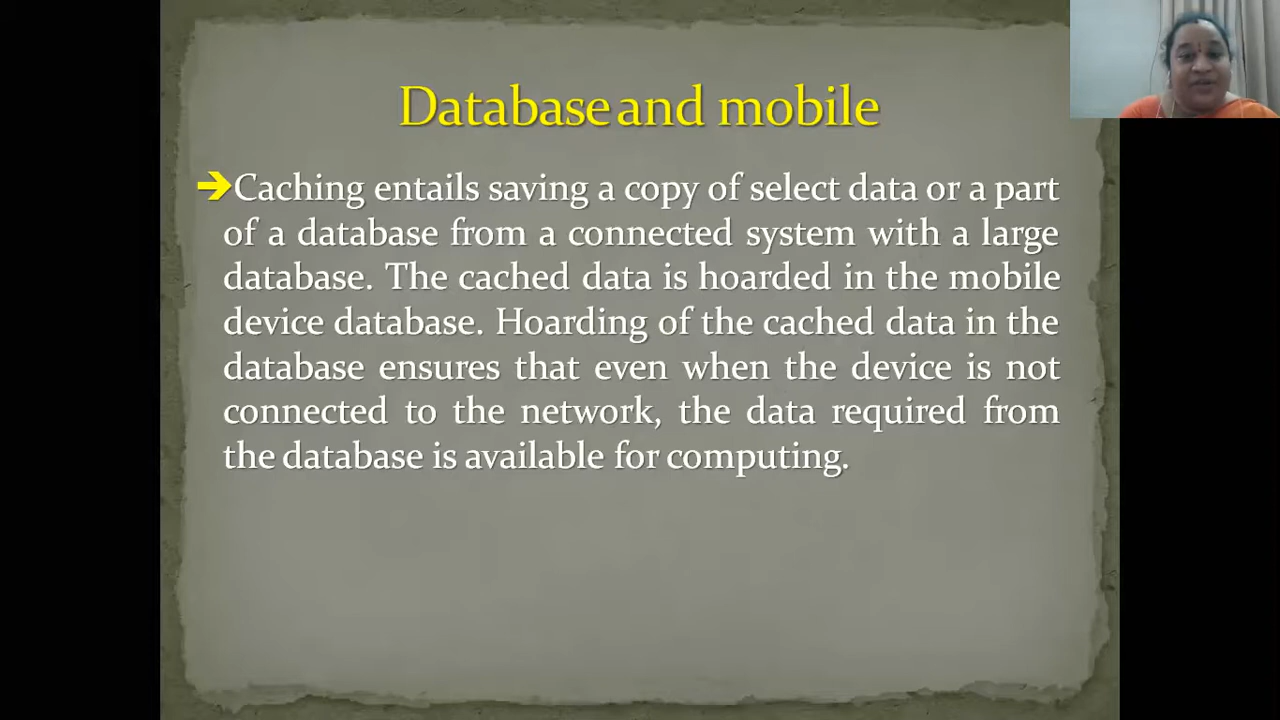 Database and mobile
➔Caching entails saving a copy of select data or a part
of a database from a connected system with a large
database. The cached data is hoarded in the mobile
device database. Hoarding of the cached data in the
database ensures that even when the device is not
connected to the network, the data required from
the database is available for computing.